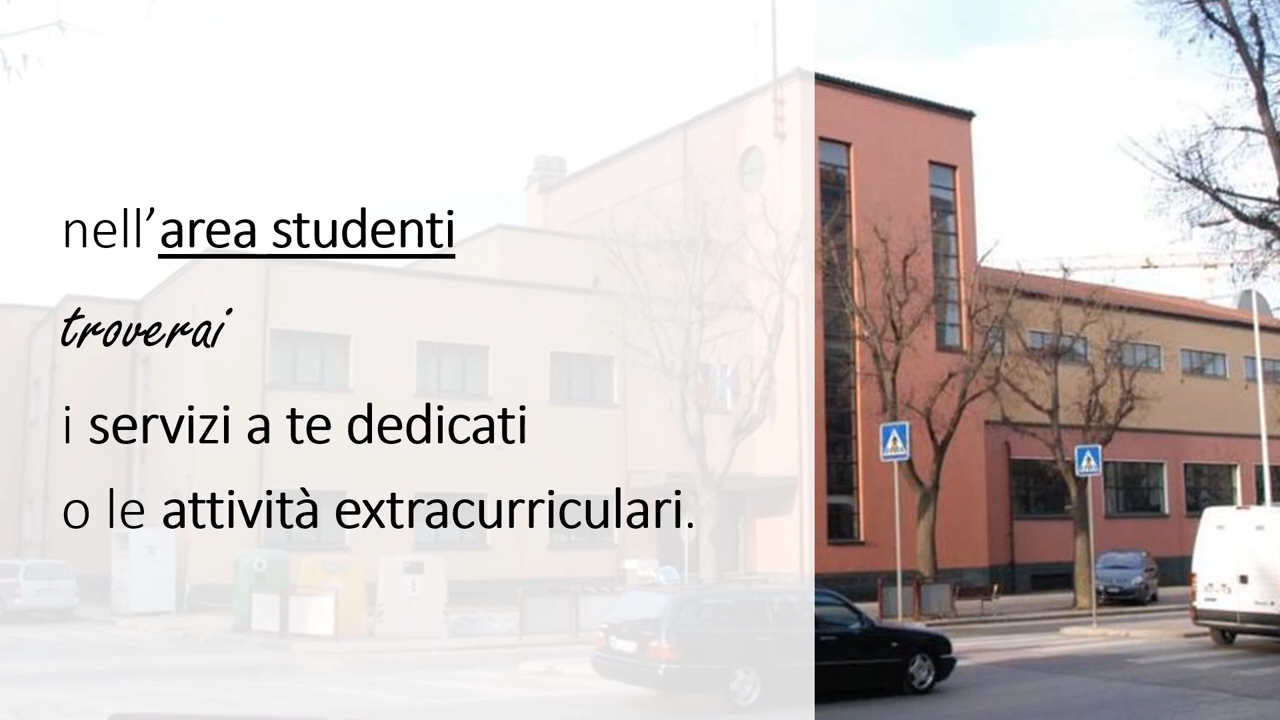 nell’area studenti
troverai
i servizi a te dedicati
o le attività extracurriculari.